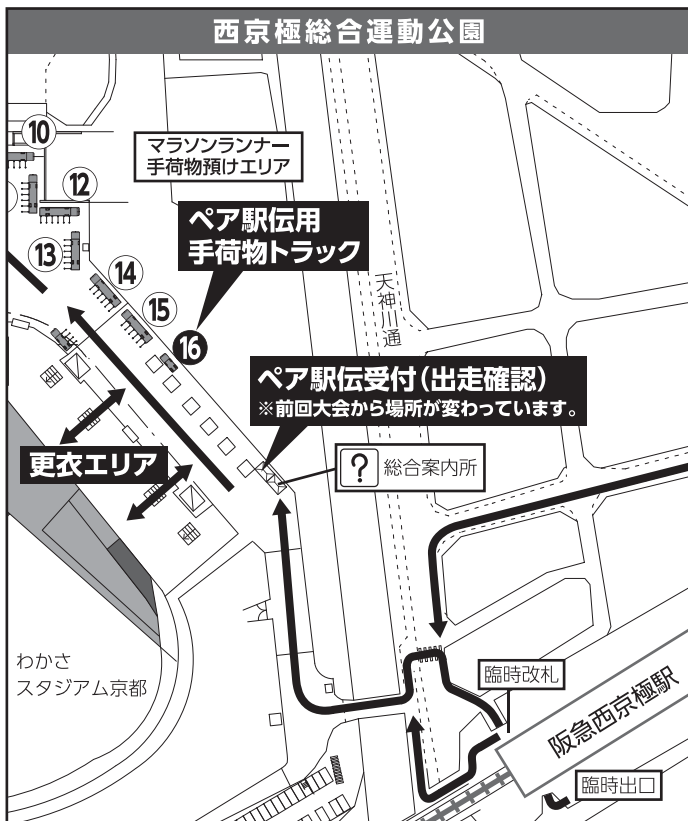 西京極総合運動公園
10
マラソンランナー
手荷物預けエリア
12
ペア駅伝用
手荷物トラック
13
14
15
16
天神川通
ペア駅伝受付(出走確認)
※前回大会から場所が変わっています。
更衣エリア
? 総合案内所
わかさ
スタジアム京都
臨時改札
阪急西京極駅
臨時出口